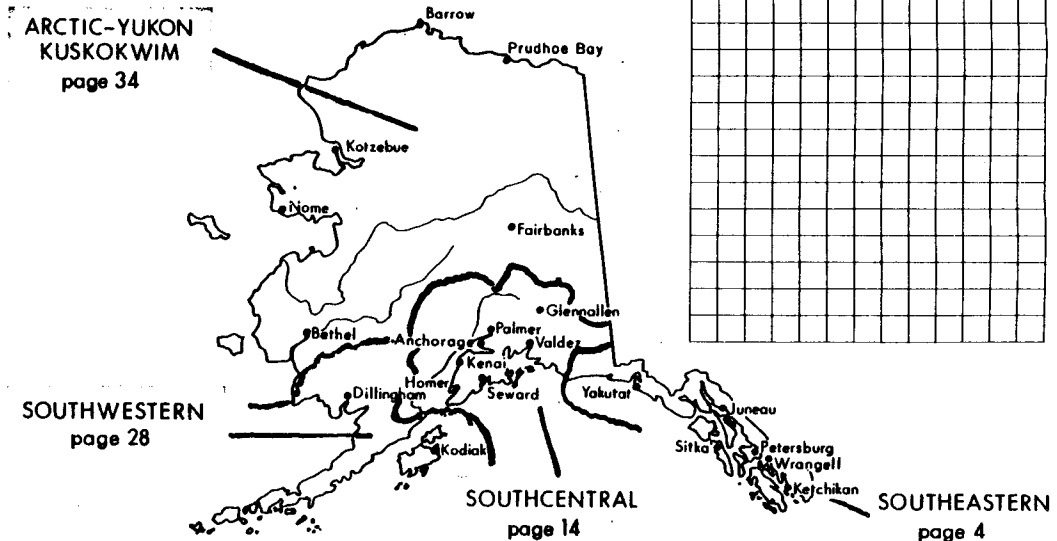 ARCTIC-YUKON
KUSKOKWIM
page 34
Barrow
Prudhoe Bay
Kotzebue
Nome
Fairbanks
Glennallen
Bethel
Anchorag
Palmer
Valdez
Kenai
Homer
Seward
Dillingham
Yakutat
SOUTHWESTERN
page 28
Kodiak
Juneau
Sitka
Petersburg
Wrangell
Ketchikan
SOUTHCENTRAL
page 14
SOUTHEASTERN
page 4